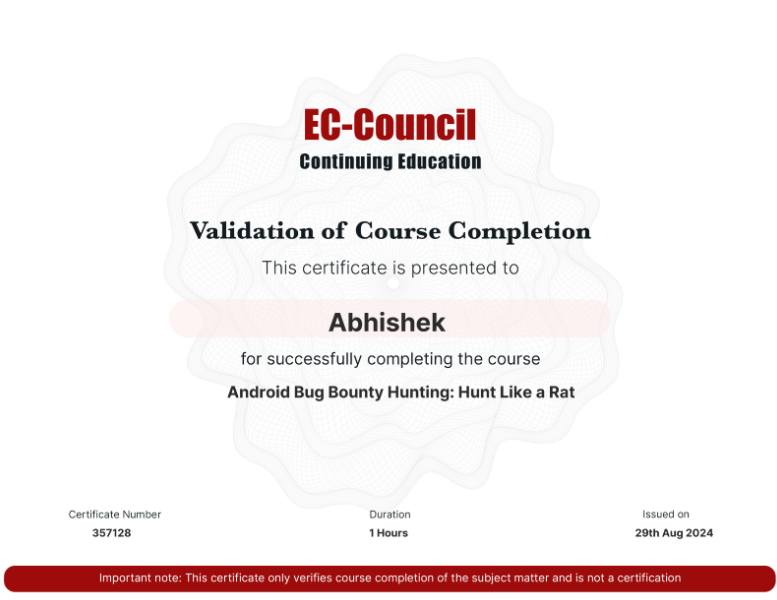 EC-Council
Continuing Education
Validation of Course Completion
This certificate is presented to
Abhishek
for successfully completing the course
Android Bug Bounty Hunting: Hunt Like a Rat
Certificate Number
357128
Duration
1 Hours
Issued on
29th Aug 2024
Important note: This certificate only verifies course completion of the subject matter and is not a certification